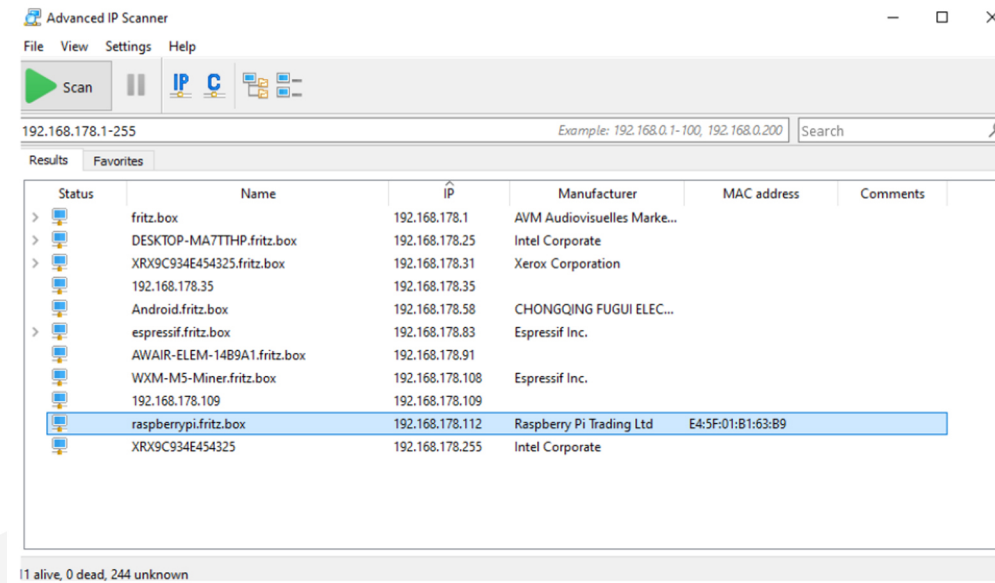 Advanced IP Scanner
File View Settings Help
Scan IP C
192.168.178.1-255 Example: 192.168.0.1-100, 192.168.0.200 Search
Results Favorites
Status Name IP Manufacturer MAC address Comments
fritz.box 192.168.178.1 AVM Audiovisuelles Marke...
DESKTOP-MA7TTHP.fritz.box 192.168.178.25 Intel Corporate
XRX9C934E454325.fritz.box 192.168.178.31 Xerox Corporation
192.168.178.35 192.168.178.35
Android.fritz.box 192.168.178.58 CHONGQING FUGUI ELEC...
espressif.fritz.box 192.168.178.83 Espressif Inc.
AWAIR-ELEM-14B9A1.fritz.box 192.168.178.91
WXM-M5-Miner.fritz.box 192.168.178.108 Espressif Inc.
192.168.178.109 192.168.178.109
raspberrypi.fritz.box 192.168.178.112 Raspberry Pi Trading Ltd E4:5F:01:B1:63:B9
XRX9C934E454325 192.168.178.255 Intel Corporate
11 alive, 0 dead, 244 unknown